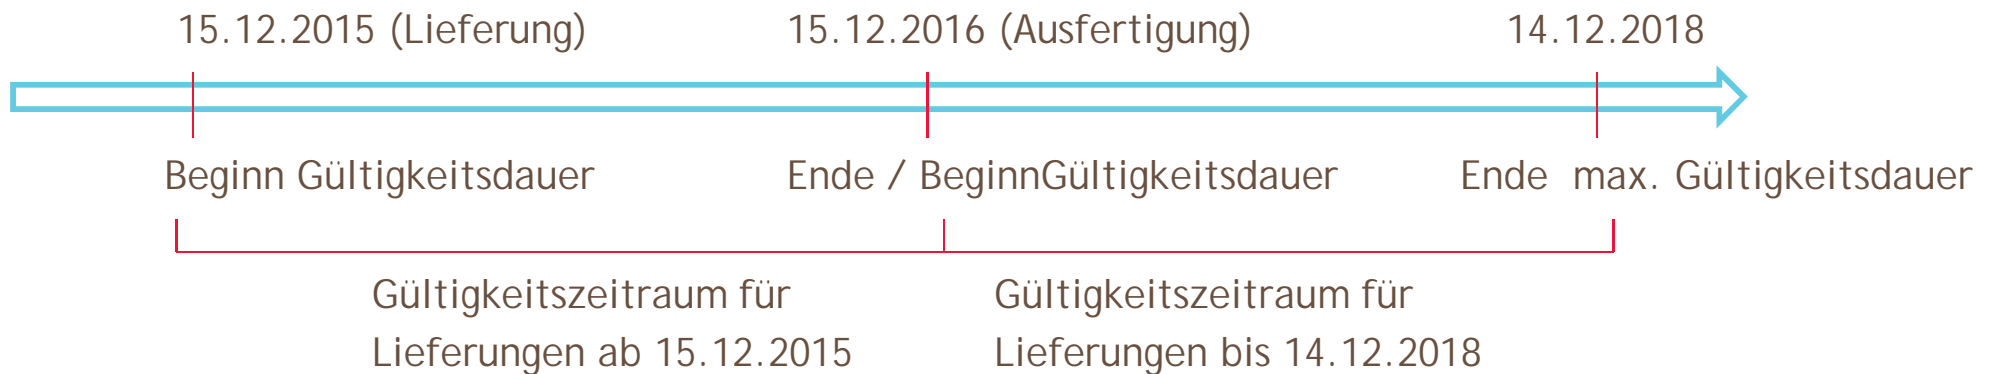 15.12.2015 (Lieferung) 15.12.2016 (Ausfertigung) 14.12.2018
Beginn Gültigkeitsdauer Ende / BeginnGültigkeitsdauer Ende max. Gültigkeitsdauer
Gültigkeitszeitraum für Gültigkeitszeitraum für
Lieferungen ab 15.12.2015 Lieferungen bis 14.12.2018